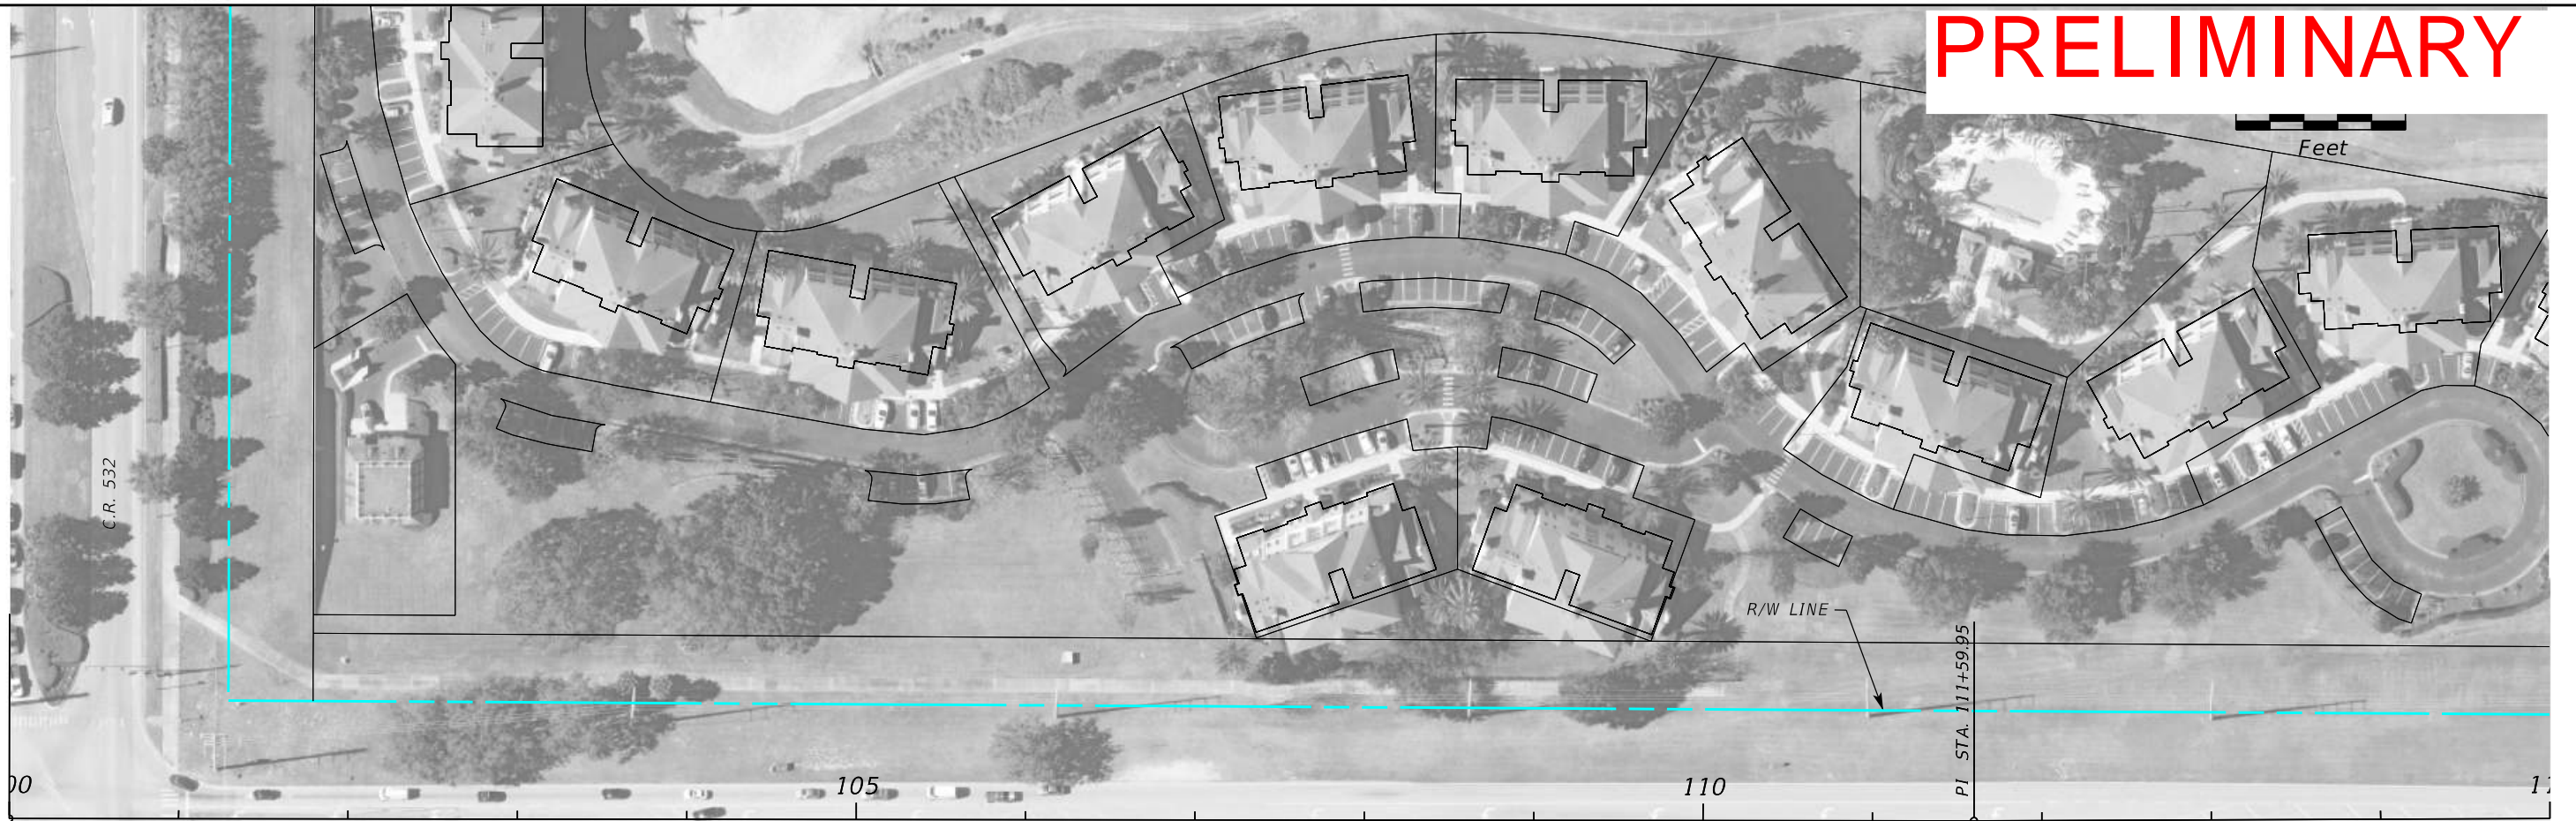 PRELIMINARY
Feet
C.R. 532
R/W LINE
PI STA. 111+59.95
105
110